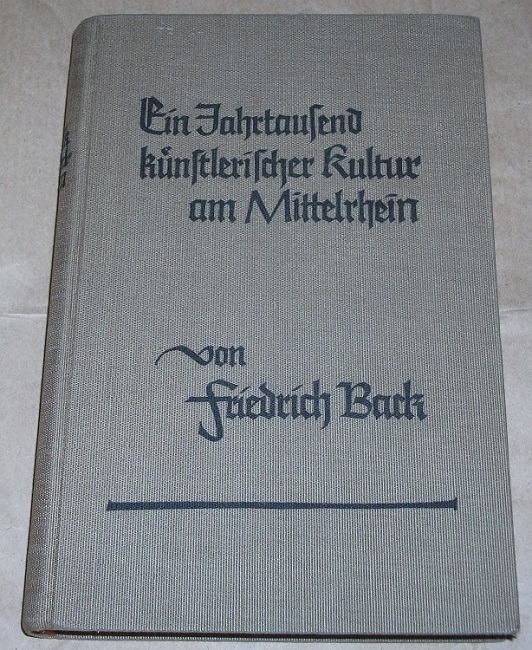 Ein Jahrtauſend
künſtleriſcher Kultur
am Mittelrhein
von
Friedrich Back